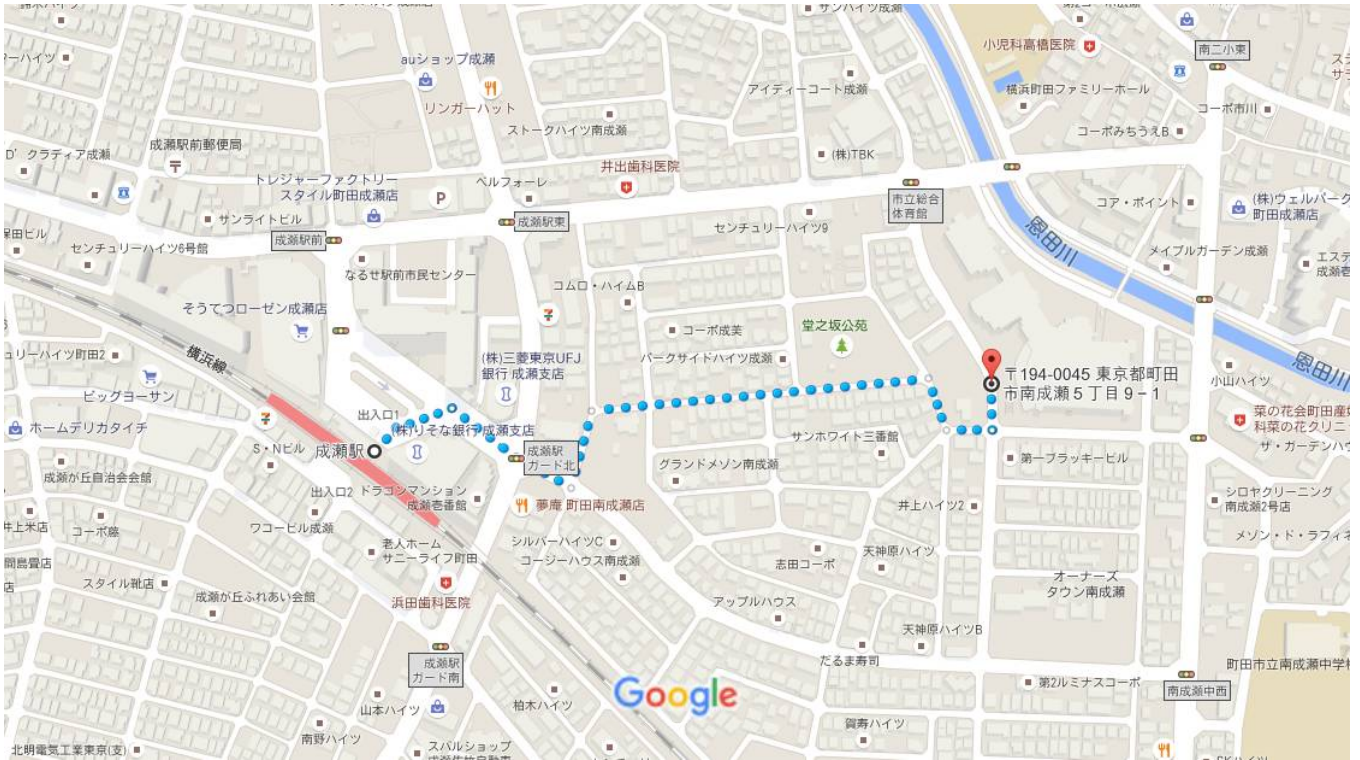 サンハイツ成瀬
auショップ成瀬
リンガーハット
ストークハイツ南成瀬
アイディーコート成瀬
小児科高橋医院
南二小東
横浜町田ファミリーホール
コーポ市川
コーポみちうえB
(株)TBK
D'クラディア成瀬
成瀬駅前郵便局
トレジャーファクトリー
スタイル町田成瀬店
P
ベルフォーレ
井出歯科医院
市立総合
体育館
コア・ポイント
(株)ウェルパーク
町田成瀬店
サンライトビル
成瀬駅前
成瀬駅東
センチュリーハイツ9
恩田川
メイプルガーデン成瀬
センチュリーハイツ6号館
なるせ駅前市民センター
コムロ・ハイムB
そうてつローゼン成瀬店
コーポ成美
堂之坂公苑
横浜線
(株)三菱東京UFJ
銀行 成瀬支店
パークサイドハイツ成瀬
〒194-0045 東京都町田
市南成瀬5丁目9−1
恩田川
小山ハイツ
ビッグヨーサン
出入口1
(株)りそな銀行 成瀬支店
ホームデリカタイチ
S・Nビル
成瀬駅
成瀬駅
ガード北
サンホワイト三番館
グランドメゾン南成瀬
第一ブラッキービル
成瀬が丘自治会会館
出入口2
ドラゴンマンション
成瀬壱番館
夢庵 町田南成瀬店
井上ハイツ2
シロヤクリーニング
南成瀬2号店
コーポ藤
ワコービル成瀬
老人ホーム
サニーライフ町田
シルバーハイツC
コージーハウス南成瀬
志田コーポ
天神原ハイツ
スタイル靴店
成瀬が丘ふれあい会館
浜田歯科医院
アップルハウス
オーナーズ
タウン南成瀬
天神原ハイツB
成瀬駅
ガード南
だるま寿司
第2ルミナスコーポ
南成瀬中西
Google
山本ハイツ
柏木ハイツ
賀寿ハイツ
南野ハイツ
北明電気工業東京(支)
スバルショップ